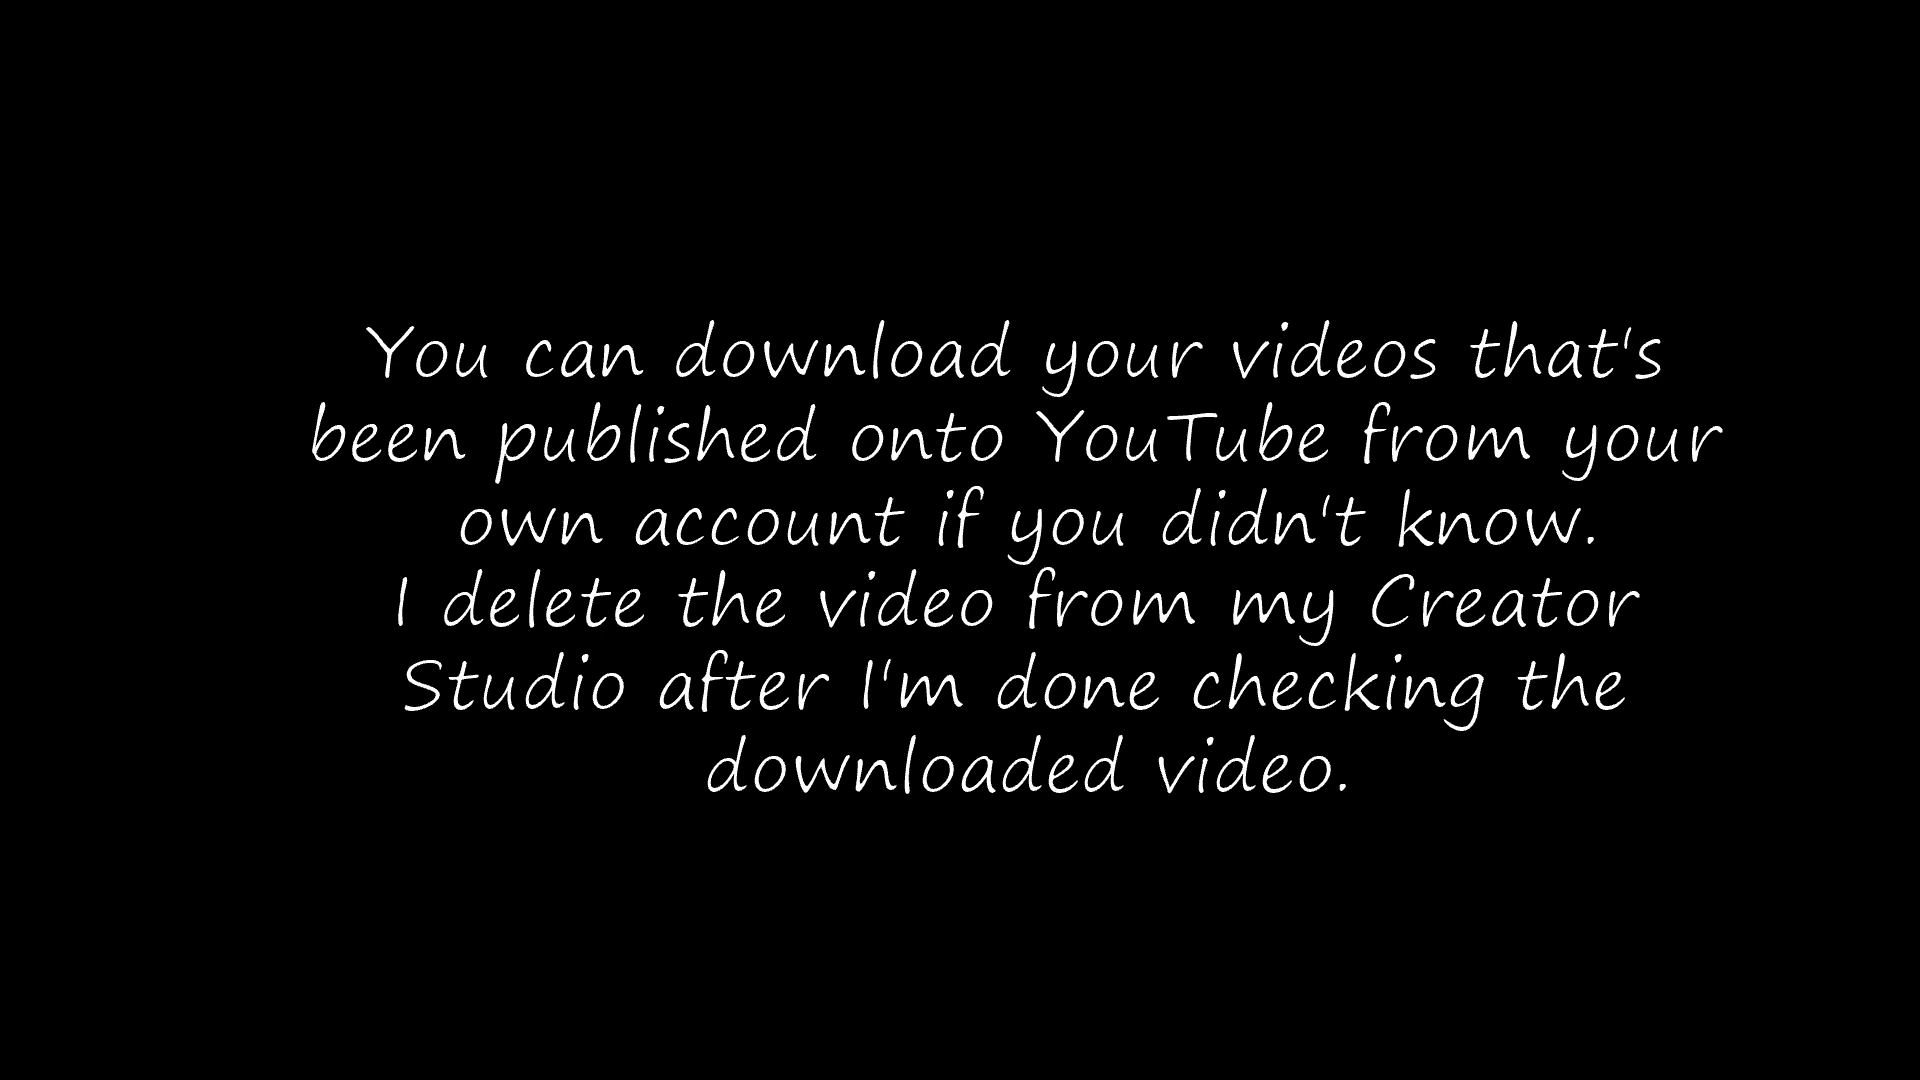 You can download your videos that's
been published onto YouTube from your
own account if you didn't know.
I delete the video from my Creator
Studio after I'm done checking the
downloaded video.